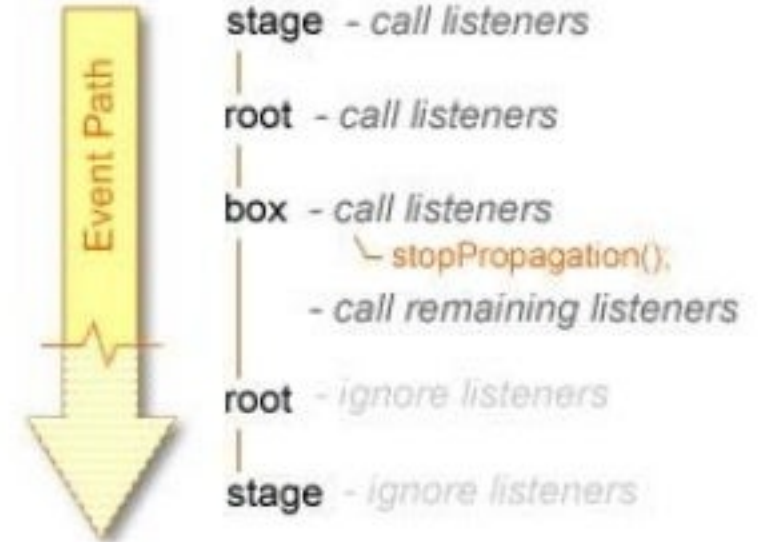 Event Path
stage - call listeners
root - call listeners
box - call listeners
stopPropagation();
- call remaining listeners
root - ignore listeners
stage - ignore listeners